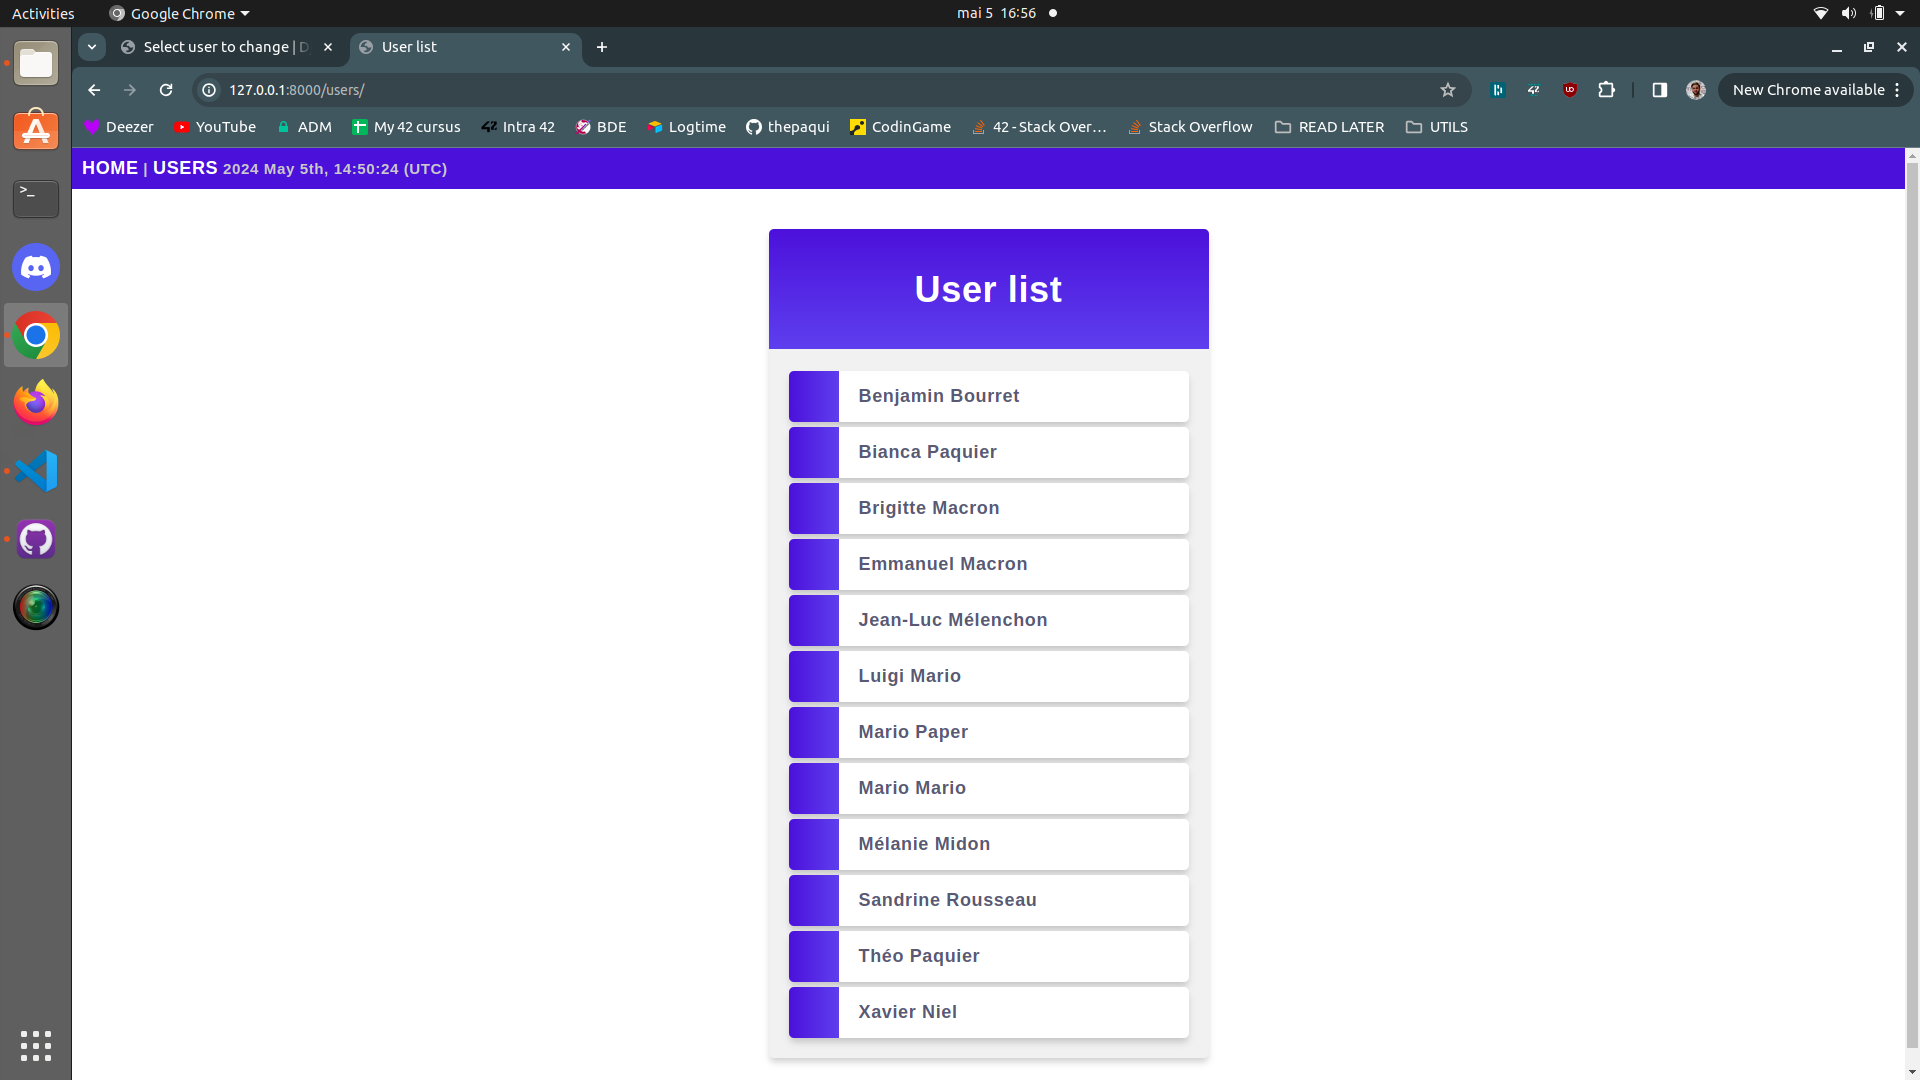 Activities Google Chrome mai 5 16:56
Select user to change | D User list
127.0.0.1:8000/users/ New Chrome available
Deezer YouTube ADM My 42 cursus Intra 42 BDE Logtime thepaqui CodinGame 42 - Stack Over... Stack Overflow READ LATER UTILS
HOME | USERS 2024 May 5th, 14:50:24 (UTC)
User list
Benjamin Bourret
Bianca Paquier
Brigitte Macron
Emmanuel Macron
Jean-Luc Mélenchon
Luigi Mario
Mario Paper
Mario Mario
Mélanie Midon
Sandrine Rousseau
Théo Paquier
Xavier Niel